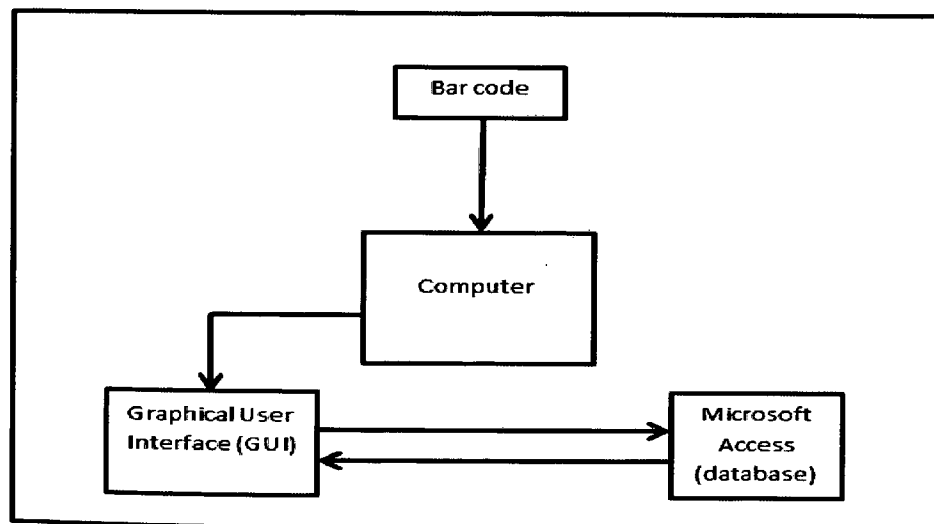 Bar code
Computer
Graphical User
Interface (GUI)
Microsoft
Access
(database)